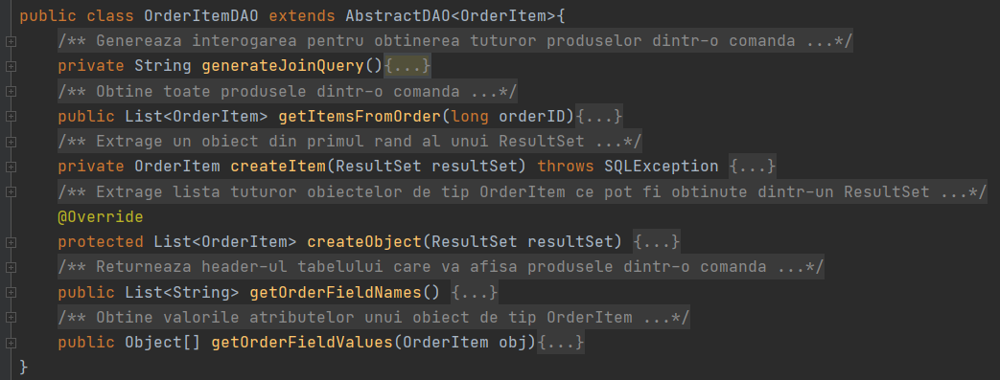 public class OrderItemDAO extends AbstractDAO<OrderItem>{
/** Genereaza interogarea pentru obtinerea tuturor produselor dintr-o comanda ...*/
private String generateJoinQuery(){...}
/** Obtine toate produsele dintr-o comanda ...*/
public List<OrderItem> getItemsFromOrder(long orderID){...}
/** Extrage un obiect din primul rand al unui ResultSet ...*/
private OrderItem createItem(ResultSet resultSet) throws SQLException {...}
/** Extrage lista tuturor obiectelor de tip OrderItem ce pot fi obtinute dintr-un ResultSet ...*/
@Override
protected List<OrderItem> createObject(ResultSet resultSet) {...}
/** Returneaza header-ul tabelului care va afisa produsele dintr-o comanda ...*/
public List<String> getOrderFieldNames() {...}
/** Obtine valorile atributelor unui obiect de tip OrderItem ...*/
public Object[] getOrderFieldValues(OrderItem obj){...}
}